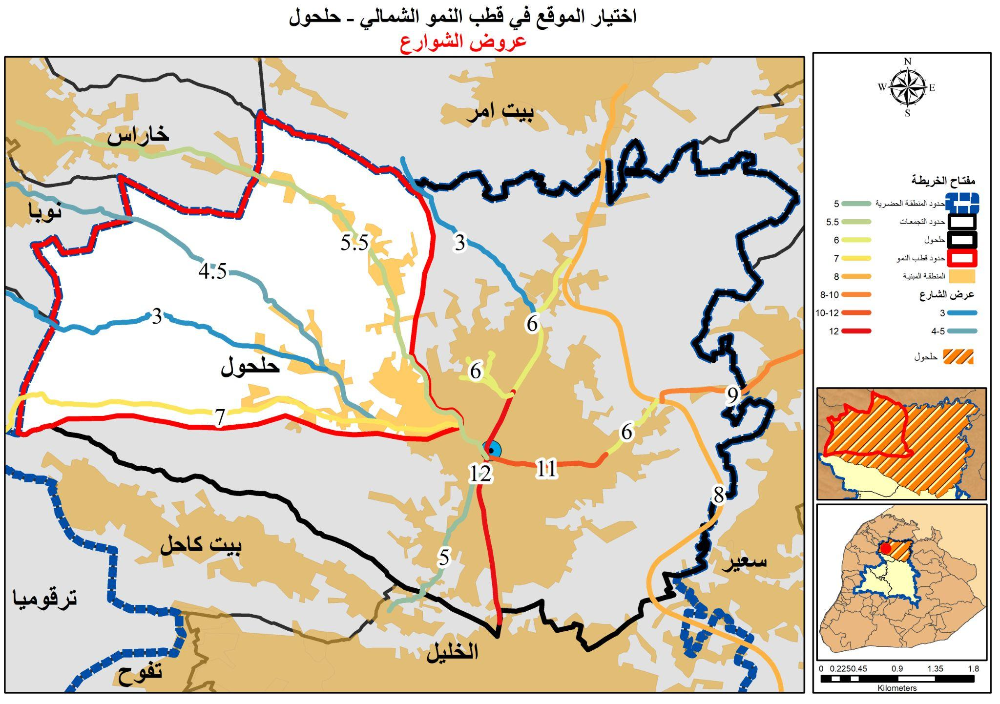 اختيار الموقع في قطب النمو الشمالي - حلحول
عروض الشوارع
بيت امر
خاراس
نوبا
5.5
3
4.5
3
6
حلحول
6
9
7
6
12
11
8
بيت كاحل
5
سعير
ترقوميا
الخليل
تفوح
N
W E
S
مفتاح الخريطة
حدود المنطقة الحضرية
حدود التجمعات
حلحول
حدود قطب النمو
المنطقة المبنية
عرض الشارع
3
4-5
5
5.5
6
7
8
8-10
10-12
12
حلحول
0 0.2250.45 0.9 1.35 1.8
Kilometers